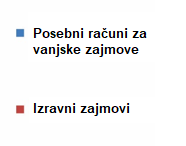 Posebni računi za
vanjske zajmove
Izravni zajmovi